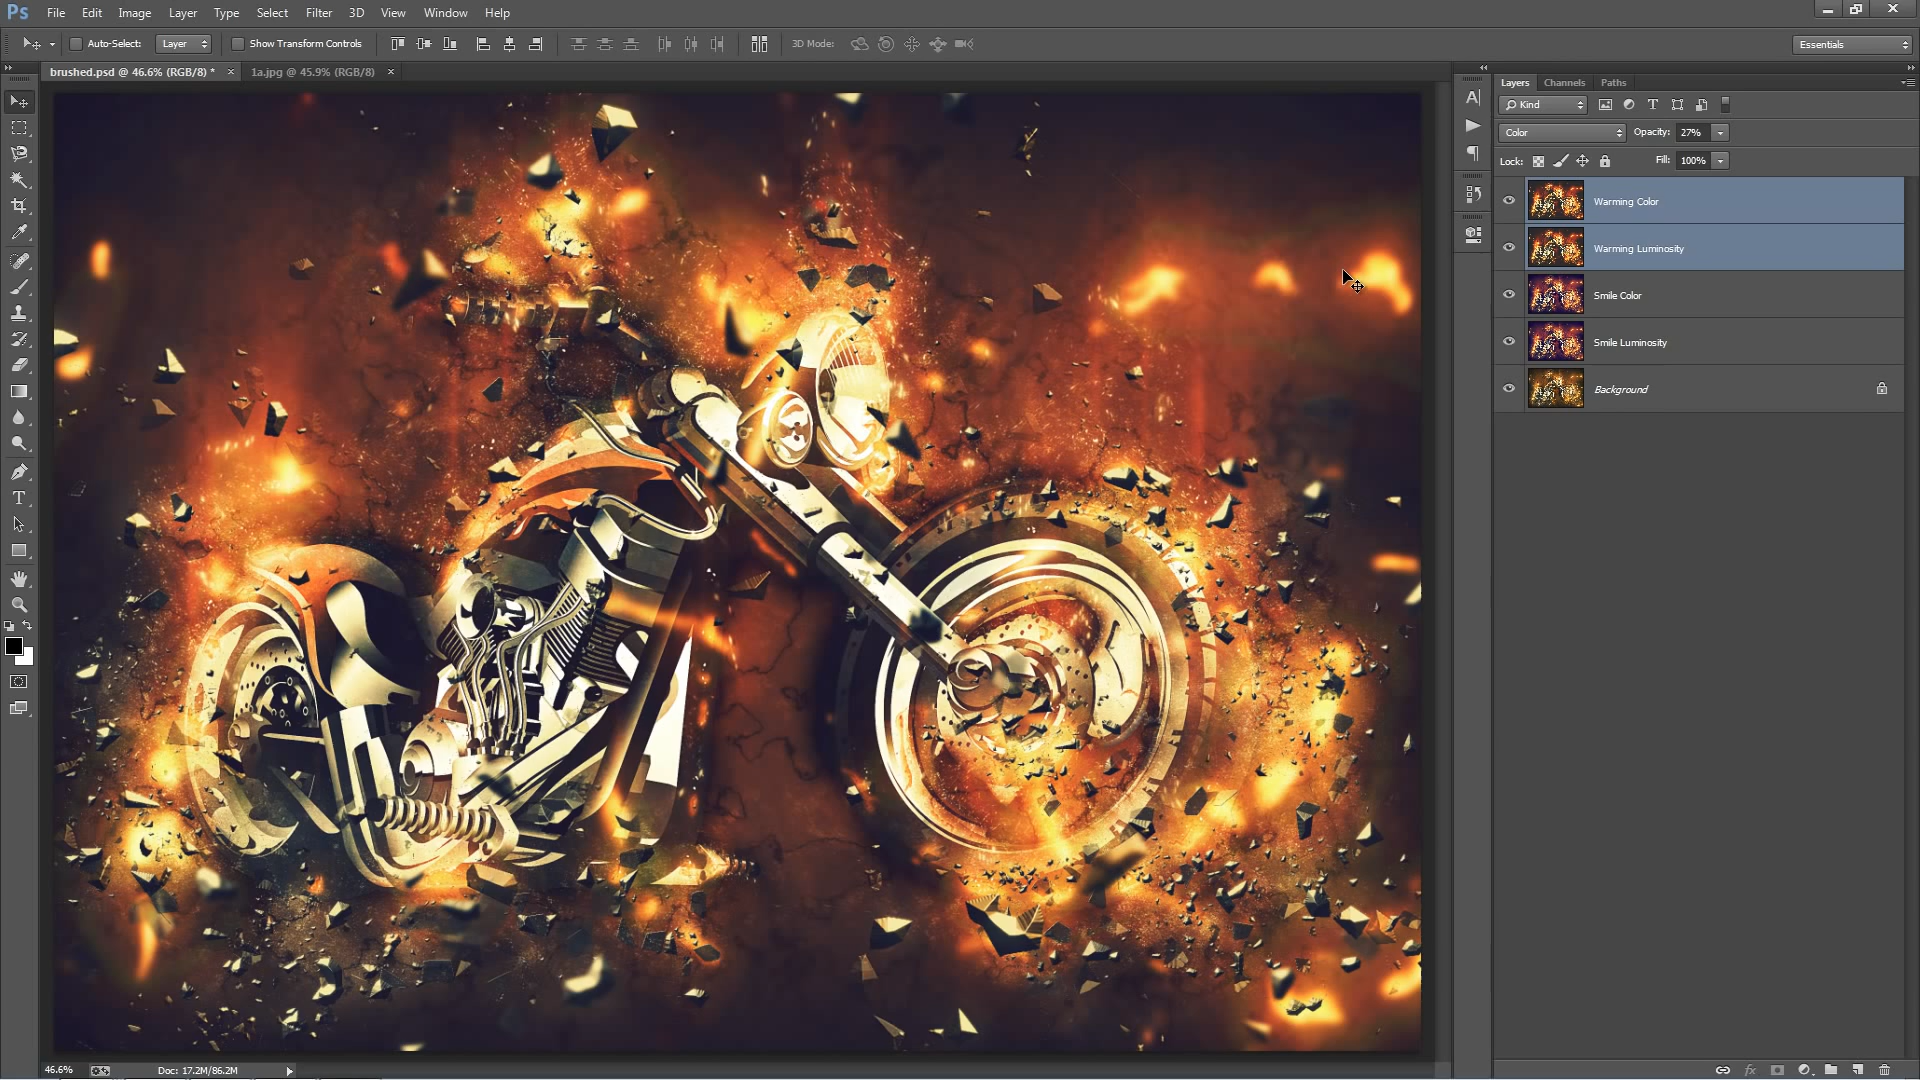 Ps File Edit Image Layer Type Select Filter 3D View Window Help
Auto-Select: Layer Show Transform Controls 3D Mode: Essentials
brushed.psd @ 46.6% (RGB/8) * × 1a.jpg @ 45.9% (RGB/8) ×
Layers Channels Paths
Kind
Color Opacity: 27%
Lock: Fill: 100%
Warming Color
Warming Luminosity
Smile Color
Smile Luminosity
Background
46.6% Doc: 17.2M/86.2M